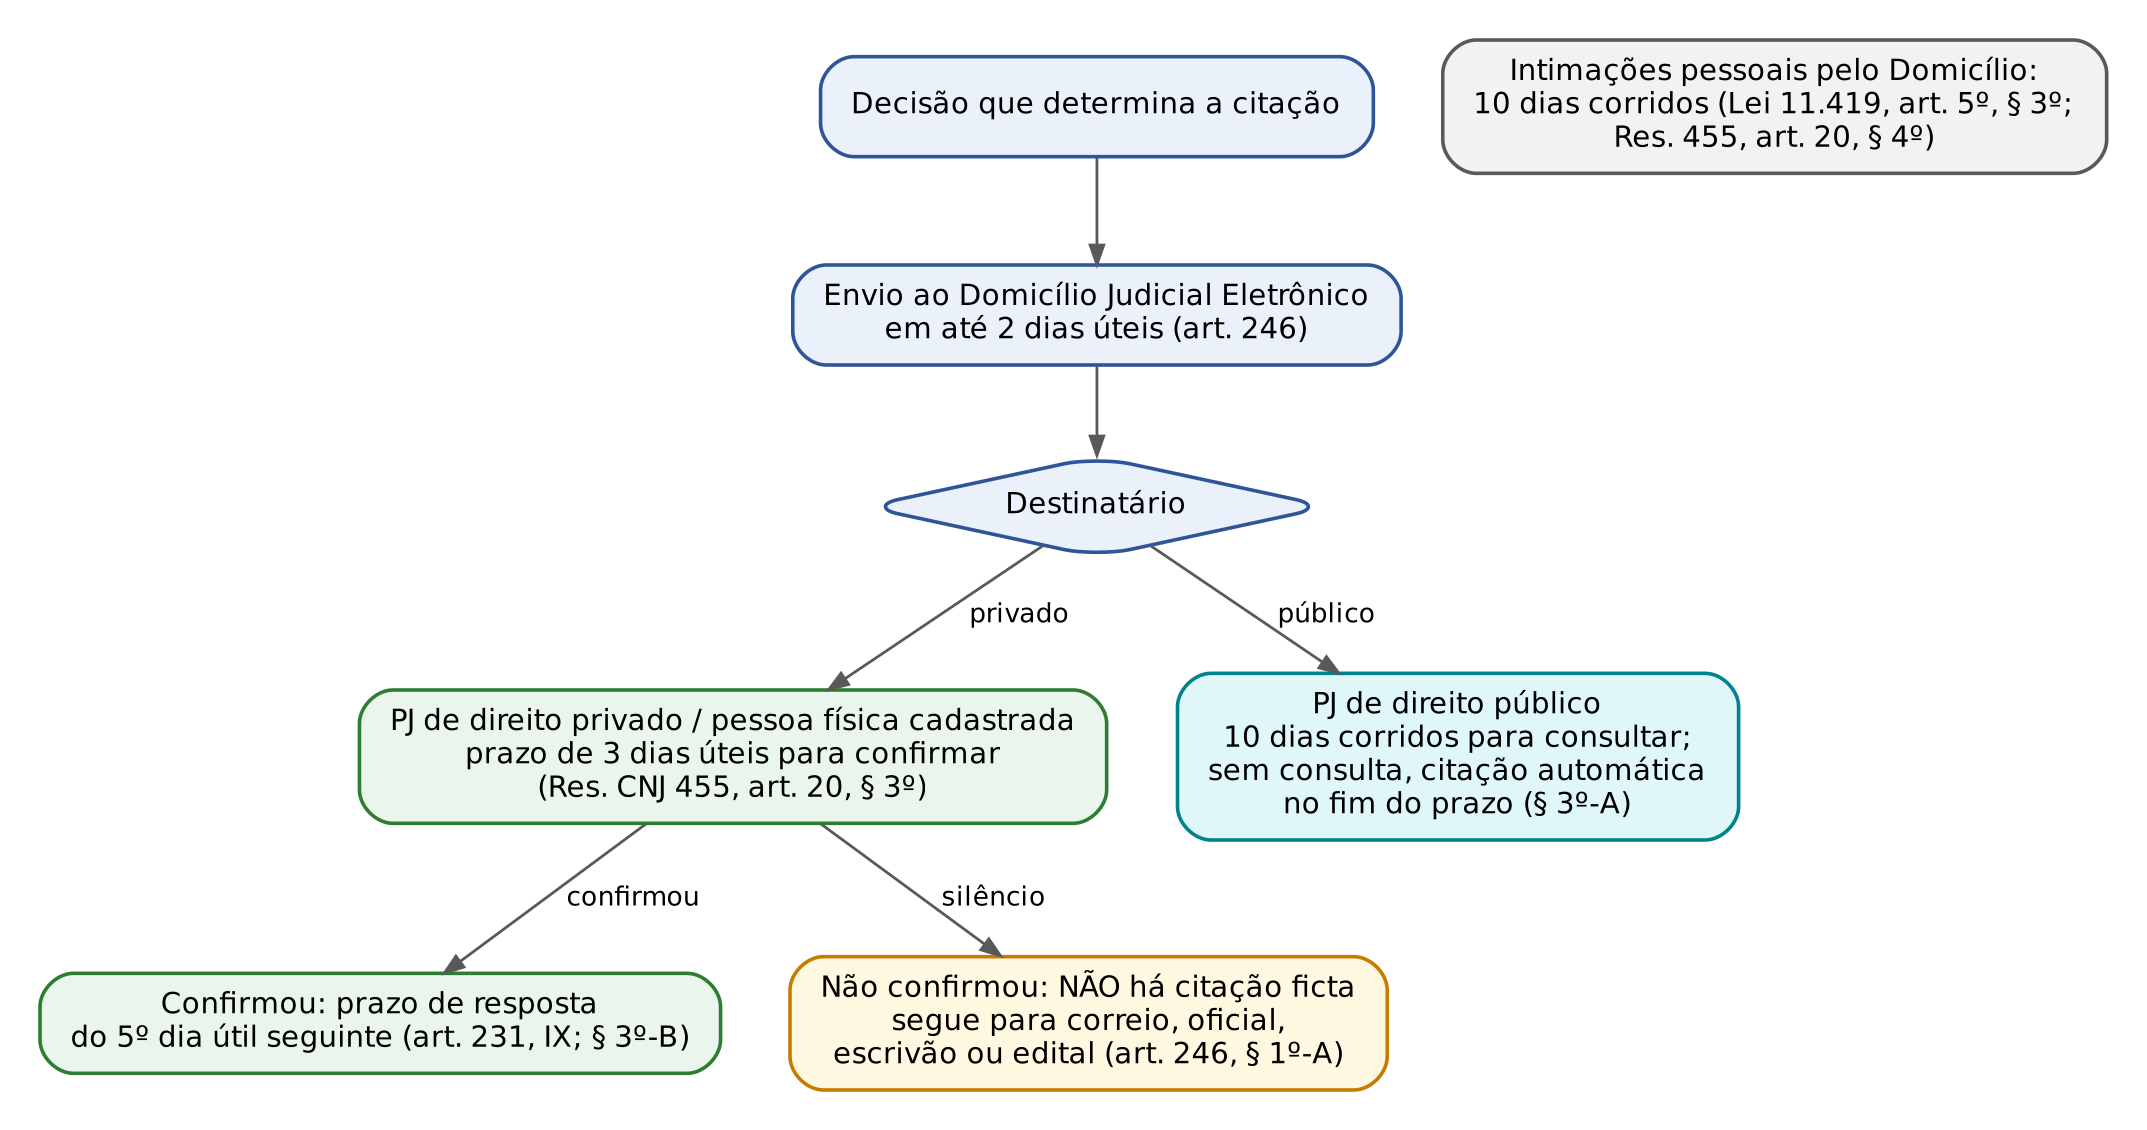 Decisão que determina a citação
Intimações pessoais pelo Domicílio:
10 dias corridos (Lei 11.419, art. 5º, § 3º;
Res. 455, art. 20, § 4º)
Envio ao Domicílio Judicial Eletrônico
em até 2 dias úteis (art. 246)
Destinatário
privado
público
PJ de direito privado / pessoa física cadastrada
prazo de 3 dias úteis para confirmar
(Res. CNJ 455, art. 20, § 3º)
PJ de direito público
10 dias corridos para consultar;
sem consulta, citação automática
no fim do prazo (§ 3º-A)
confirmou
silêncio
Confirmou: prazo de resposta
do 5º dia útil seguinte (art. 231, IX; § 3º-B)
Não confirmou: NÃO há citação ficta
segue para correio, oficial,
escrivão ou edital (art. 246, § 1º-A)